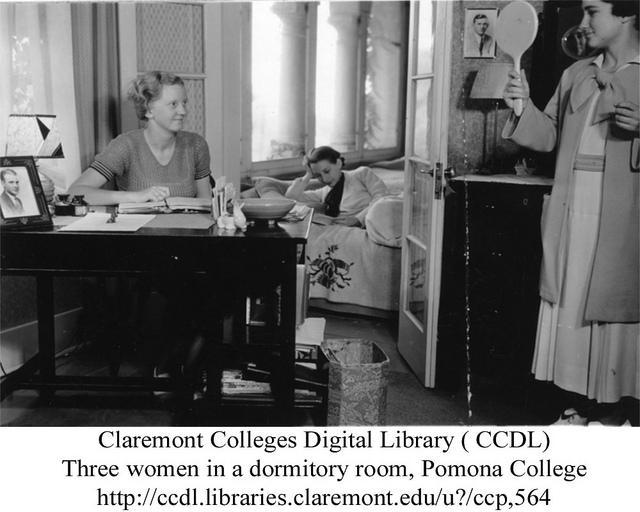 Claremont Colleges Digital Library ( CCDL)
Three women in a dormitory room, Pomona College
http://ccdl.libraries.claremont.edu/u?/ccp,564